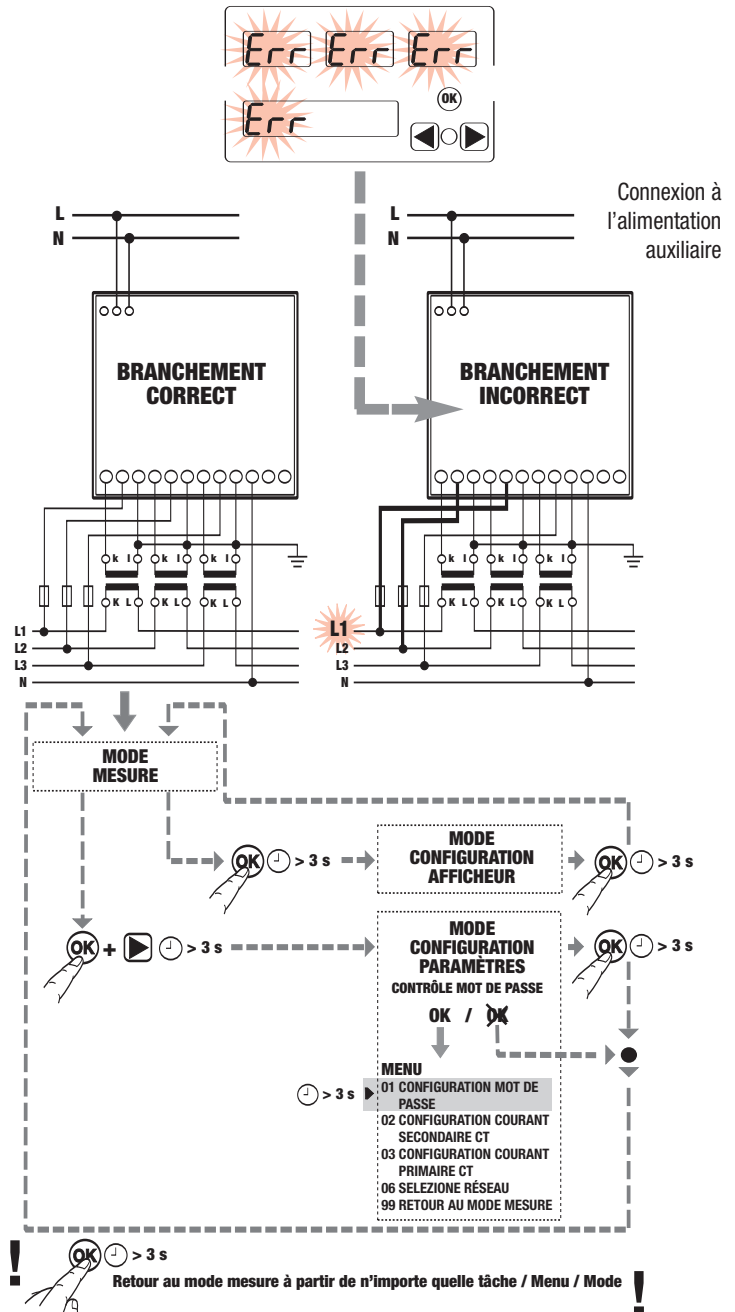 Err Err Err
OK
Err
Connexion à
l'alimentation
auxiliaire
L
N
BRANCHEMENT
CORRECT
k l k l k l
K L K L K L
L1
L2
L3
N
L
N
BRANCHEMENT
INCORRECT
k l k l k l
K L K L K L
L1
L2
L3
N
MODE
MESURE
OK > 3 s
MODE
CONFIGURATION
AFFICHEUR
OK > 3 s
OK + > 3 s
MODE
CONFIGURATION
PARAMÈTRES
CONTRÔLE MOT DE PASSE
OK / OK
OK > 3 s
MENU
> 3 s
01 CONFIGURATION MOT DE
PASSE
02 CONFIGURATION COURANT
SECONDAIRE CT
03 CONFIGURATION COURANT
PRIMAIRE CT
06 SELEZIONE RÉSEAU
99 RETOUR AU MODE MESURE
! OK > 3 s
Retour au mode mesure à partir de n'importe quelle tâche / Menu / Mode !